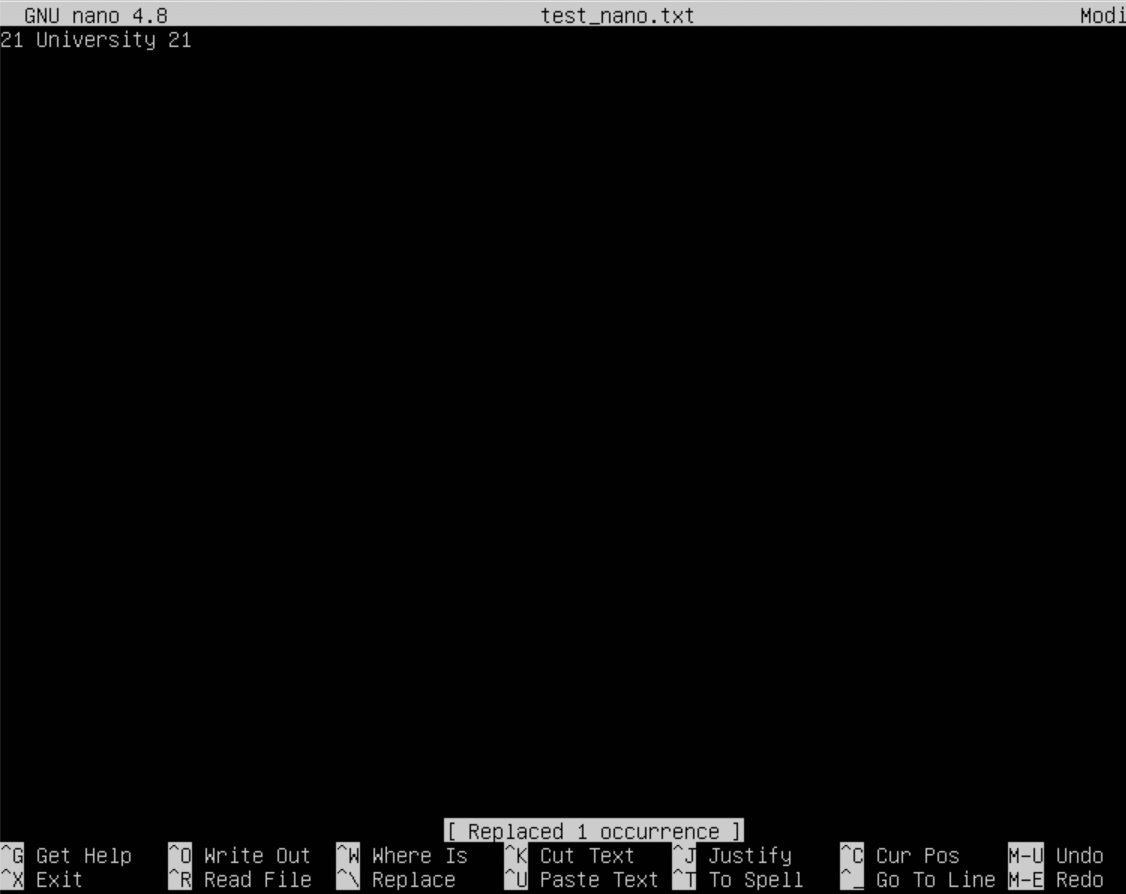 GNU nano 4.8 test_nano.txt Modi
21 University 21
[ Replaced 1 occurrence ]
^G Get Help ^O Write Out ^W Where Is ^K Cut Text ^J Justify ^C Cur Pos M-U Undo
^X Exit ^R Read File ^\ Replace ^U Paste Text ^T To Spell ^_ Go To Line M-E Redo